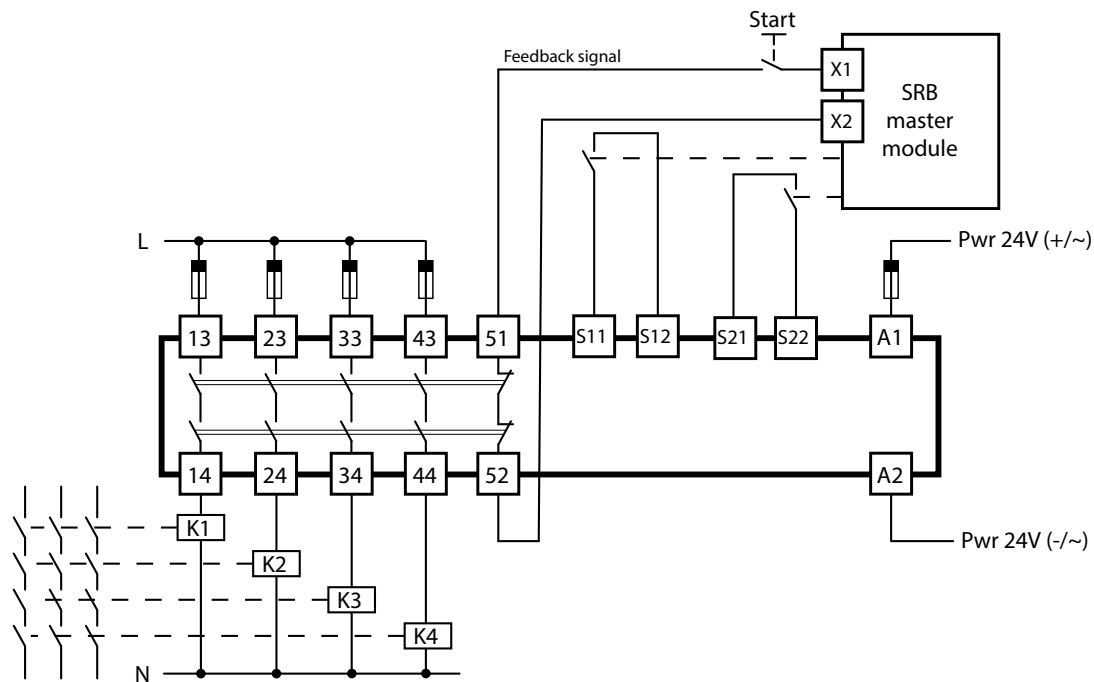 Start
Feedback signal
X1
SRB
master
module
X2
L
Pwr 24V (+/~)
13
23
33
43
51
S11
S12
S21
S22
A1
14
24
34
44
52
A2
K1
Pwr 24V (-/~)
K2
K3
K4
N